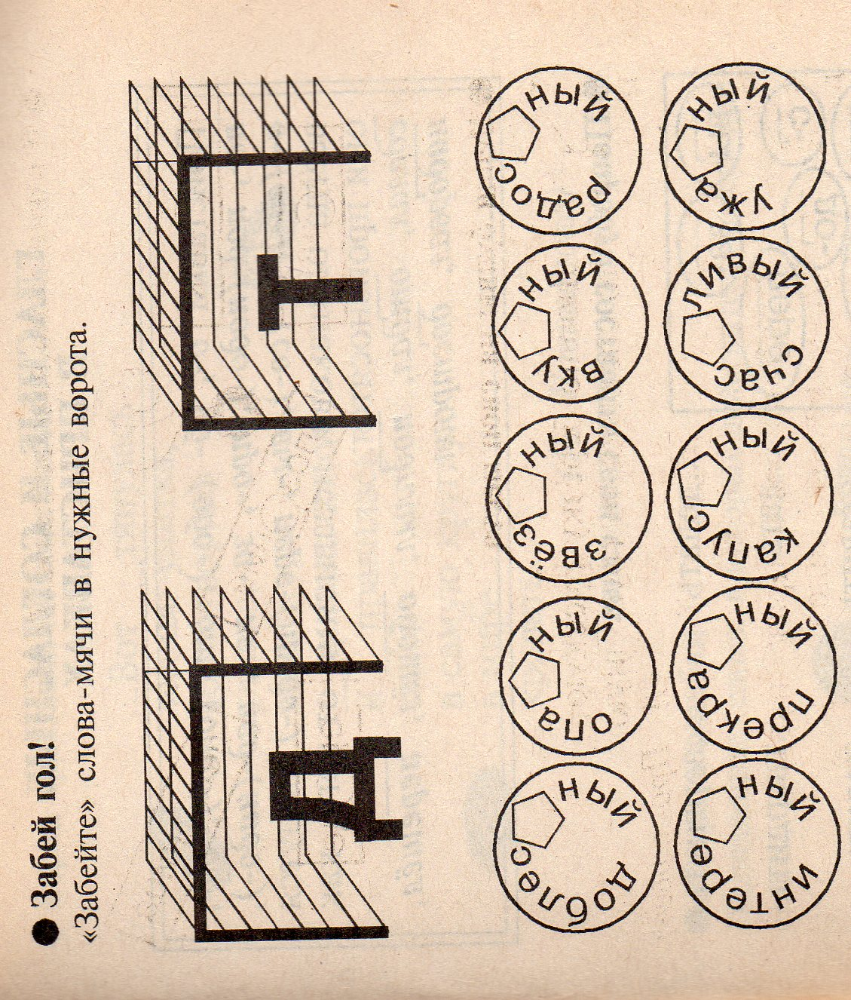 ● Забей гол!
«Забейте» слова-мячи в нужные ворота.
Д
Т
доблес ный
опа ный
звёз ный
вку ный
радос ный
интере ный
прекра ный
капус ный
счас ливый
ужа ный